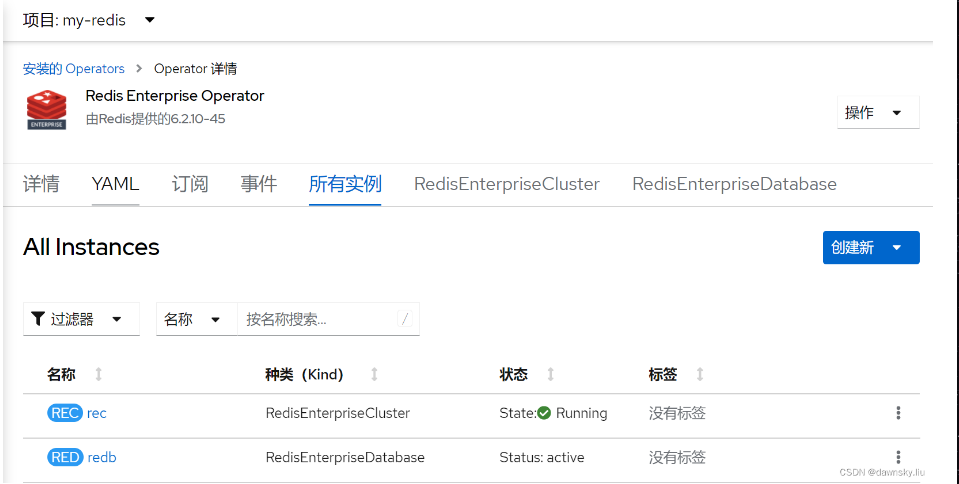 项目: my-redis
安装的 Operators > Operator 详情
Redis Enterprise Operator
ENTERPRISE
由Redis提供的6.2.10-45
操作
详情 YAML 订阅 事件 所有实例 RedisEnterpriseCluster RedisEnterpriseDatabase
All Instances
创建新
过滤器 名称 按名称搜索... /
名称 种类（Kind） 状态 标签
REC rec RedisEnterpriseCluster State: Running 没有标签
RED redb RedisEnterpriseDatabase Status: active 没有标签
CSDN @dawnsky.liu